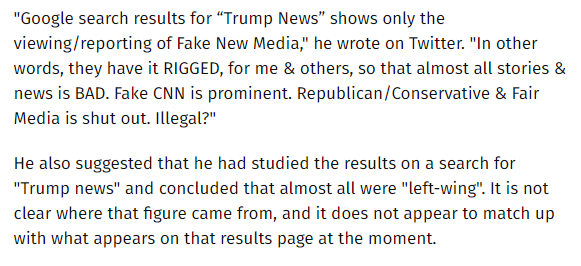 "Google search results for “Trump News” shows only the
viewing/reporting of Fake New Media," he wrote on Twitter. "In other
words, they have it RIGGED, for me & others, so that almost all stories &
news is BAD. Fake CNN is prominent. Republican/Conservative & Fair
Media is shut out. Illegal?"
He also suggested that he had studied the results on a search for
"Trump news" and concluded that almost all were "left-wing". It is not
clear where that figure came from, and it does not appear to match up
with what appears on that results page at the moment.